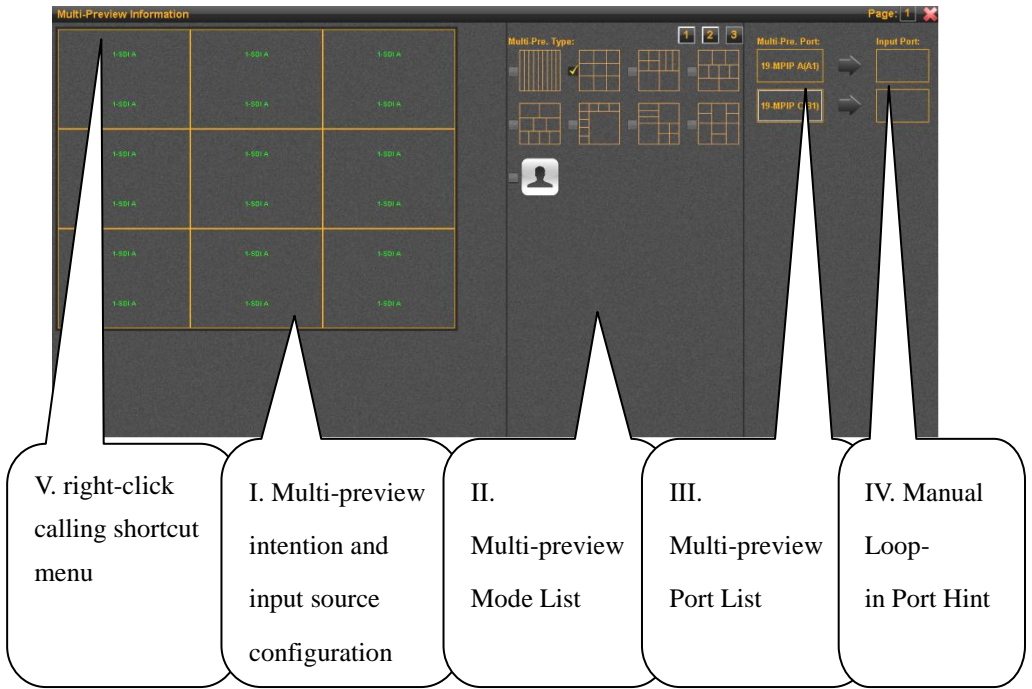 Multi-Preview Information
Page: 1
1-SDI A 1-SDI A 1-SDI A
1-SDI A 1-SDI A 1-SDI A
1-SDI A 1-SDI A 1-SDI A
1-SDI A 1-SDI A 1-SDI A
1-SDI A 1-SDI A 1-SDI A
1-SDI A 1-SDI A 1-SDI A
Multi-Pre. Type:
1 2 3
Multi-Pre. Port:
19-MPIP A(A1)
19-MPIP
Input Port:
V. right-click
calling shortcut
menu
I. Multi-preview
intention and
input source
configuration
II.
Multi-preview
Mode List
III.
Multi-preview
Port List
IV. Manual
Loop-
in Port Hint